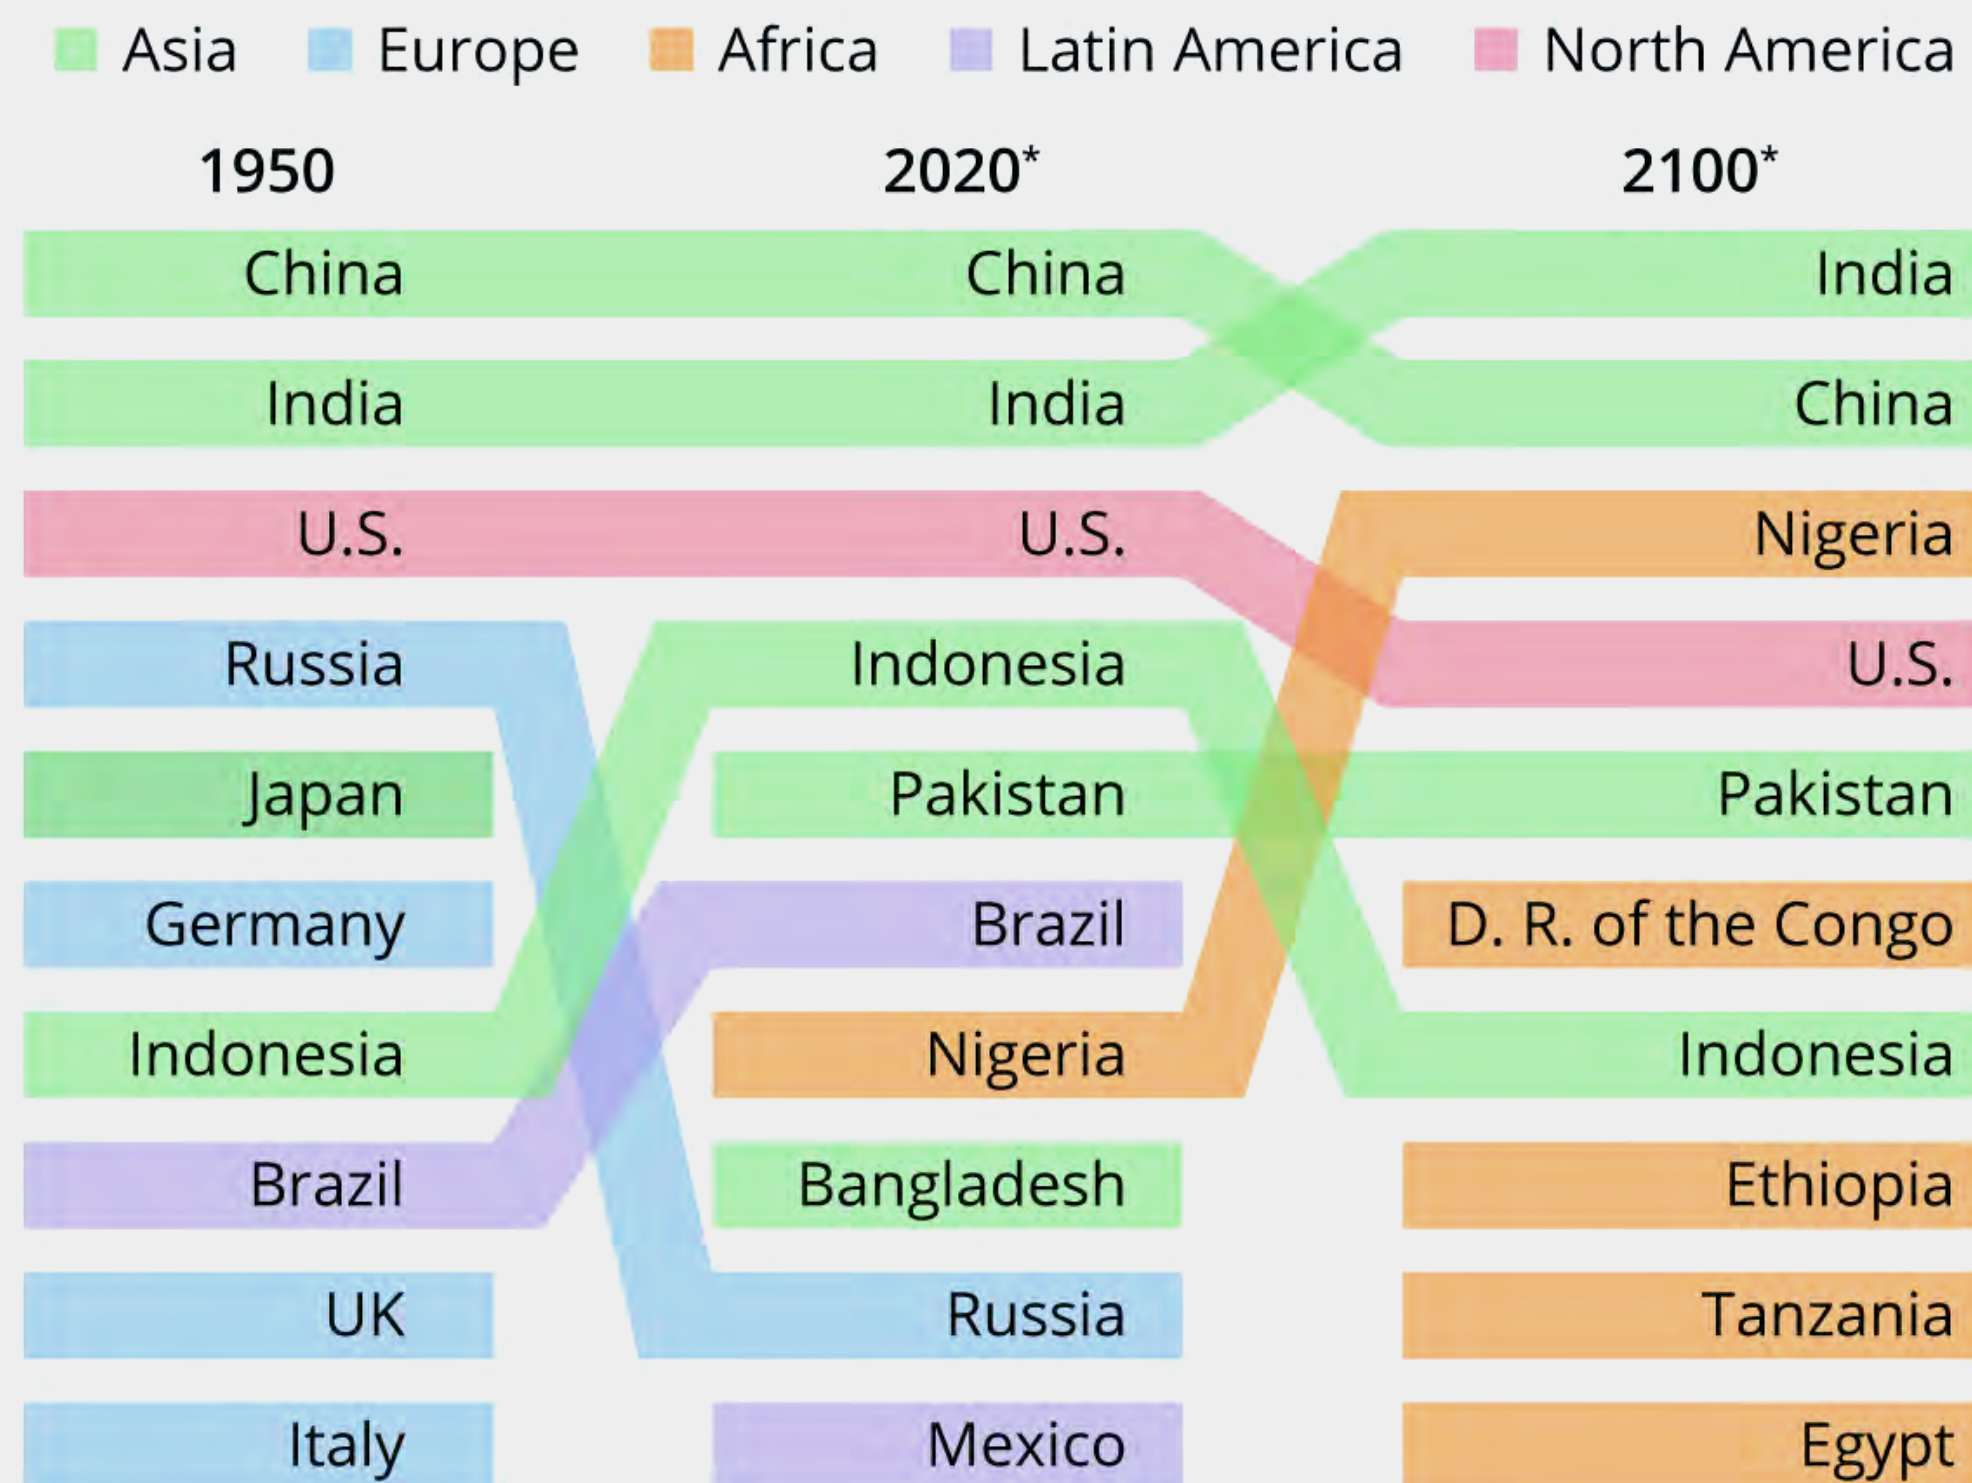 Asia Europe Africa Latin America North America
1950 2020* 2100*
China China India
India India China
U.S. U.S. Nigeria
Russia Indonesia U.S.
Japan Pakistan Pakistan
Germany Brazil D. R. of the Congo
Indonesia Nigeria Indonesia
Brazil Bangladesh Ethiopia
UK Russia Tanzania
Italy Mexico Egypt